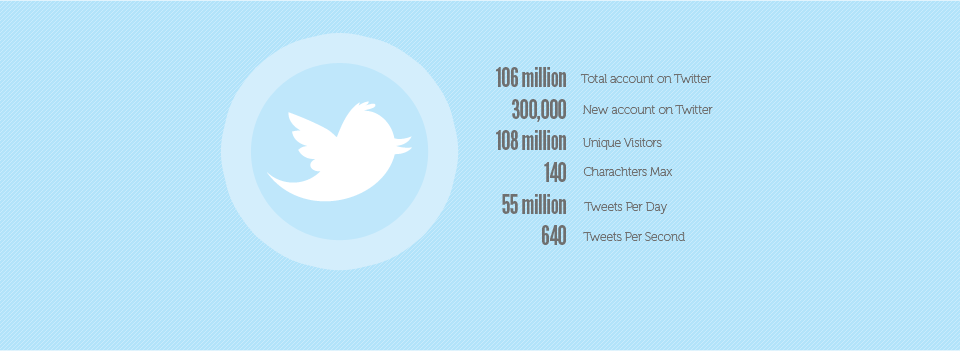 106 million Total account on Twitter
300,000 New account on Twitter
108 million Unique Visitors
140 Charachters Max
55 million Tweets Per Day
640 Tweets Per Second